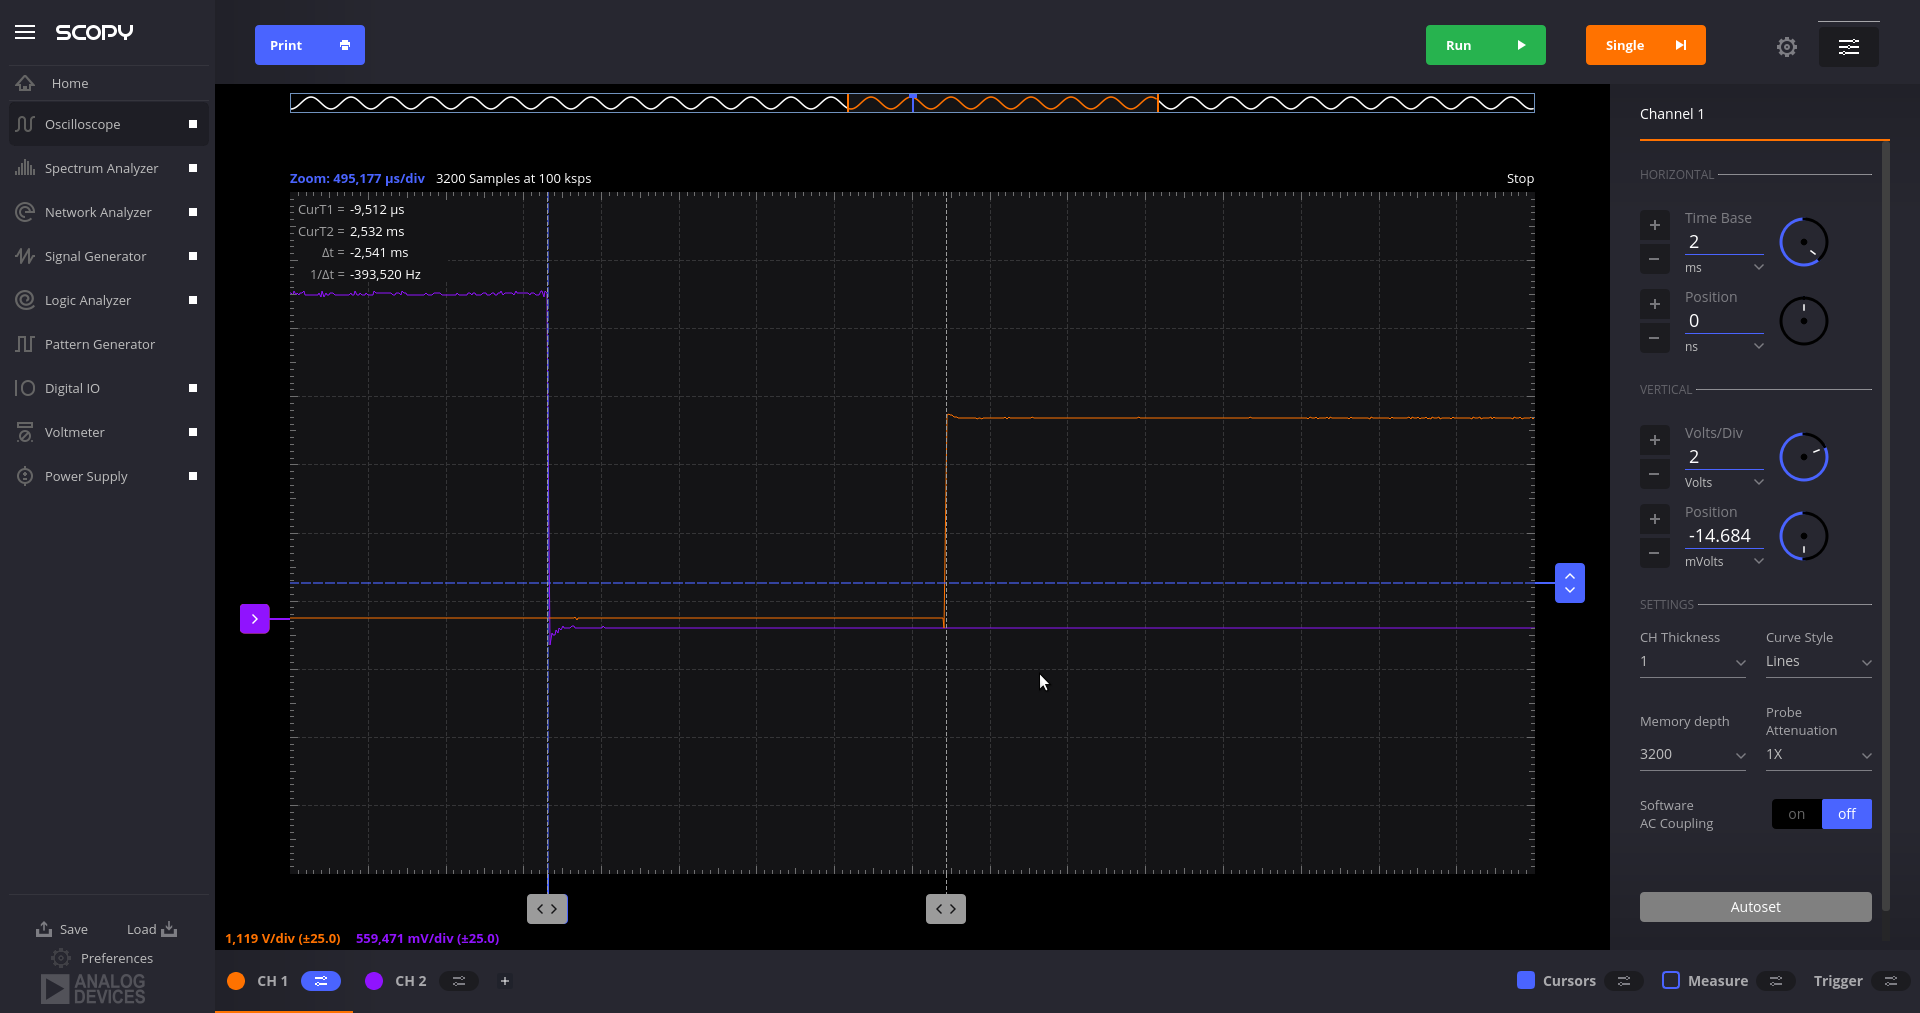 SCOPY
Print
Run
Single
Home
Oscilloscope
Spectrum Analyzer
Network Analyzer
Signal Generator
Logic Analyzer
Pattern Generator
Digital IO
Voltmeter
Power Supply
Save
Load
Preferences
ANALOG
DEVICES
Zoom: 495,177 µs/div 3200 Samples at 100 ksps
Stop
CurT1 = -9,512 µs
CurT2 = 2,532 ms
Δt = -2,541 ms
1/Δt = -393,520 Hz
1,119 V/div (±25.0) 559,471 mV/div (±25.0)
CH 1
CH 2
+
Cursors
Measure
Trigger
Channel 1
HORIZONTAL
Time Base
+
2
-
ms
Position
+
0
-
ns
VERTICAL
Volts/Div
+
2
-
Volts
Position
+
-14.684
-
mVolts
SETTINGS
CH Thickness
1
Curve Style
Lines
Memory depth
3200
Probe
Attenuation
1X
Software
AC Coupling
on off
Autoset